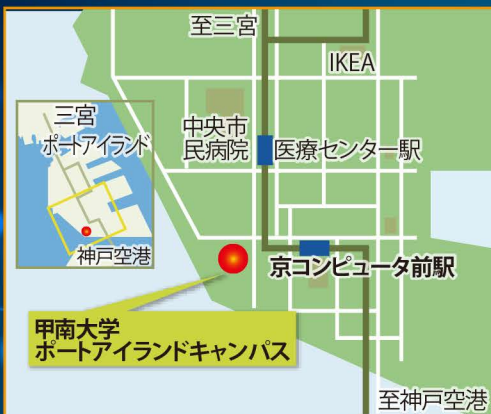 至三宮
IKEA
三宮
ポートアイランド
中央市
民病院
医療センター駅
神戸空港
京コンピュータ前駅
甲南大学
ポートアイランドキャンパス
至神戸空港